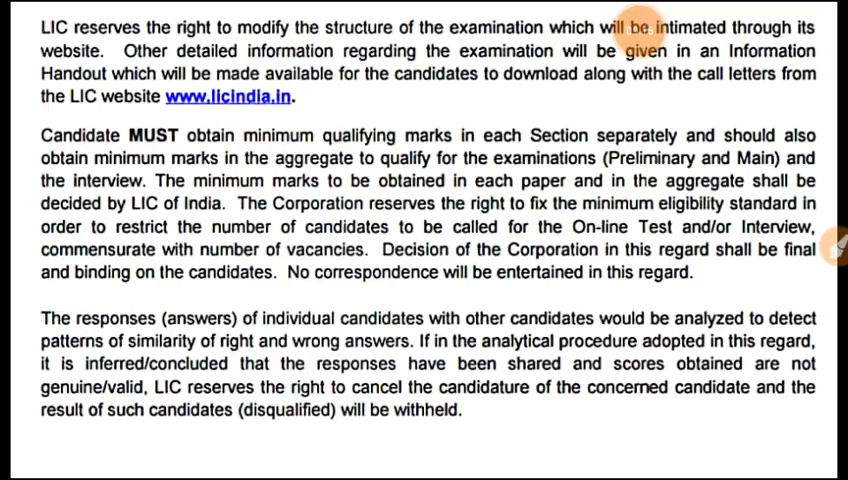 LIC reserves the right to modify the structure of the examination which will be intimated through its
website. Other detailed information regarding the examination will be given in an Information
Handout which will be made available for the candidates to download along with the call letters from
the LIC website www.licindia.in.
Candidate MUST obtain minimum qualifying marks in each Section separately and should also
obtain minimum marks in the aggregate to qualify for the examinations (Preliminary and Main) and
the interview. The minimum marks to be obtained in each paper and in the aggregate shall be
decided by LIC of India. The Corporation reserves the right to fix the minimum eligibility standard in
order to restrict the number of candidates to be called for the On-line Test and/or Interview,
commensurate with number of vacancies. Decision of the Corporation in this regard shall be final
and binding on the candidates. No correspondence will be entertained in this regard.
The responses (answers) of individual candidates with other candidates would be analyzed to detect
patterns of similarity of right and wrong answers. If in the analytical procedure adopted in this regard,
it is inferred/concluded that the responses have been shared and scores obtained are not
genuine/valid, LIC reserves the right to cancel the candidature of the concerned candidate and the
result of such candidates (disqualified) will be withheld.